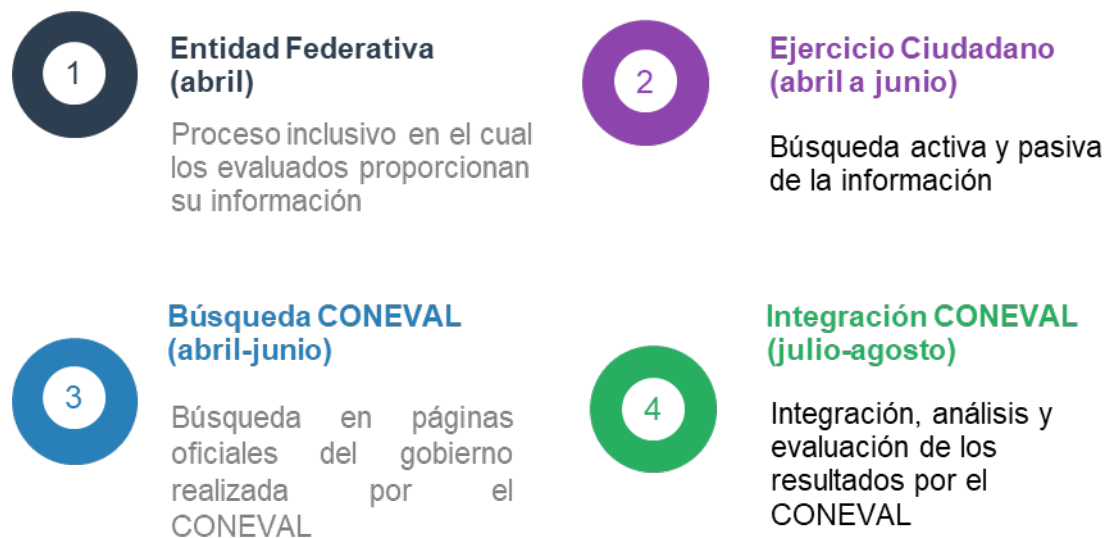 1
Entidad Federativa
(abril)
Proceso inclusivo en el cual
los evaluados proporcionan
su información
2
Ejercicio Ciudadano
(abril a junio)
Búsqueda activa y pasiva
de la información
3
Búsqueda CONEVAL
(abril-junio)
Búsqueda en páginas
oficiales del gobierno
realizada por el
CONEVAL
4
Integración CONEVAL
(julio-agosto)
Integración, análisis y
evaluación de los
resultados por el
CONEVAL